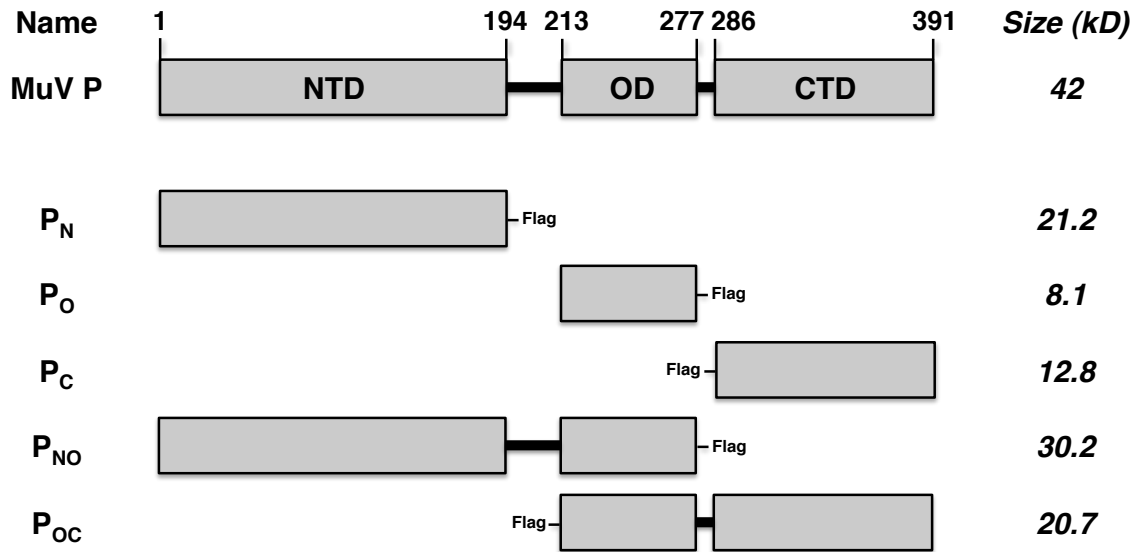 Name 1 194 213 277 286 391 Size (kD)
MuV P NTD OD CTD 42
PN Flag 21.2
PO Flag 8.1
PC Flag 12.8
PNO Flag 30.2
POC Flag 20.7